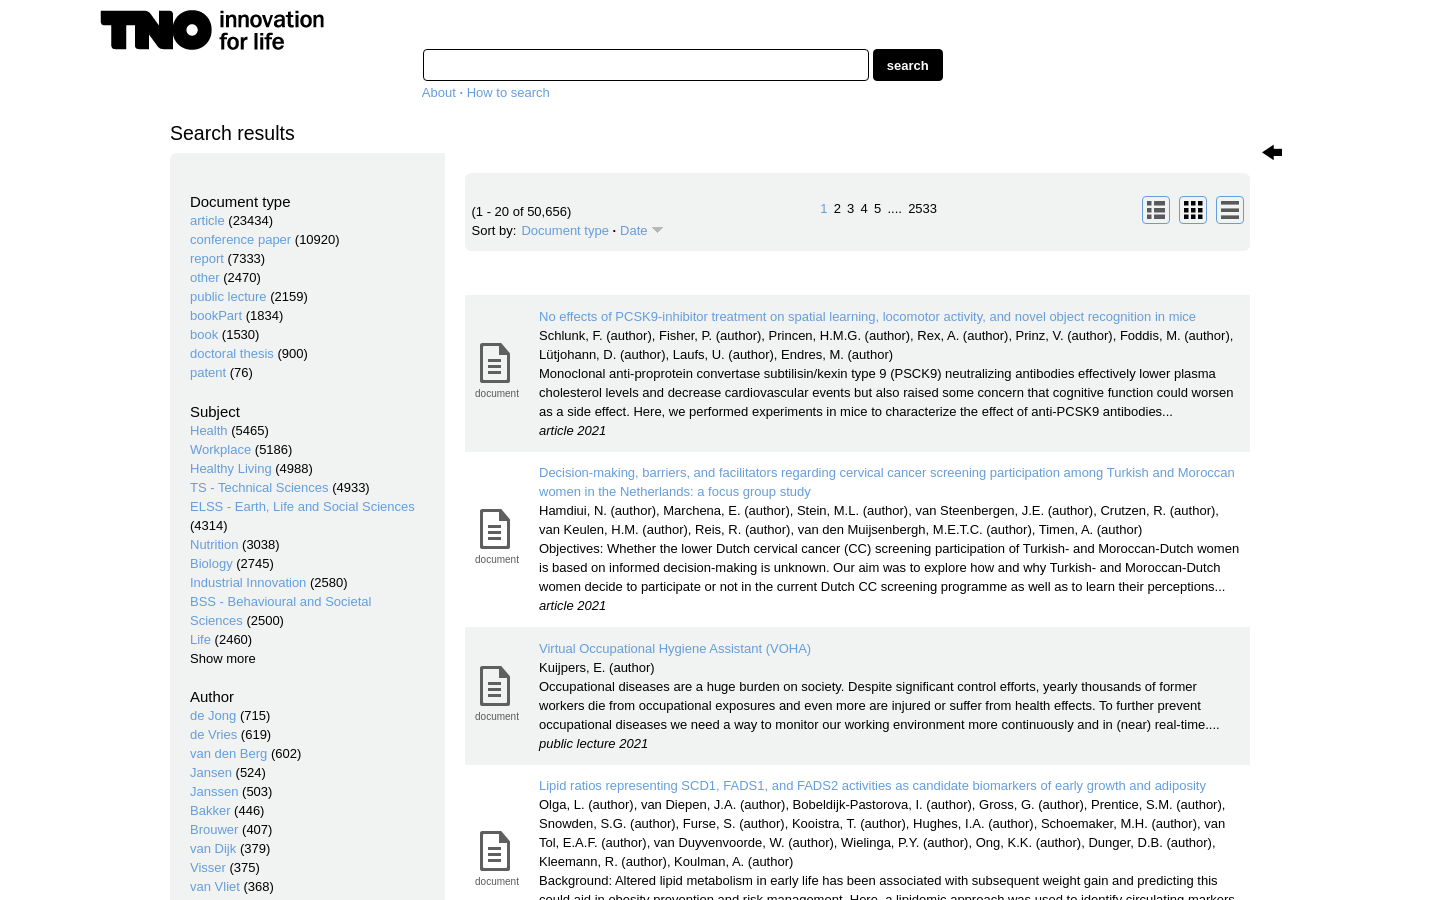 TNO innovation
for life
search
About · How to search
Search results
Document type
article (23434)
conference paper (10920)
report (7333)
other (2470)
public lecture (2159)
bookPart (1834)
book (1530)
doctoral thesis (900)
patent (76)
Subject
Health (5465)
Workplace (5186)
Healthy Living (4988)
TS - Technical Sciences (4933)
ELSS - Earth, Life and Social Sciences
(4314)
Nutrition (3038)
Biology (2745)
Industrial Innovation (2580)
BSS - Behavioural and Societal
Sciences (2500)
Life (2460)
Show more
Author
de Jong (715)
de Vries (619)
van den Berg (602)
Jansen (524)
Janssen (503)
Bakker (446)
Brouwer (407)
van Dijk (379)
Visser (375)
van Vliet (368)
(1 - 20 of 50,656)
1 2 3 4 5 .... 2533
Sort by: Document type · Date
No effects of PCSK9-inhibitor treatment on spatial learning, locomotor activity, and novel object recognition in mice
Schlunk, F. (author), Fisher, P. (author), Princen, H.M.G. (author), Rex, A. (author), Prinz, V. (author), Foddis, M. (author),
Lütjohann, D. (author), Laufs, U. (author), Endres, M. (author)
Monoclonal anti-proprotein convertase subtilisin/kexin type 9 (PSCK9) neutralizing antibodies effectively lower plasma
document
cholesterol levels and decrease cardiovascular events but also raised some concern that cognitive function could worsen
as a side effect. Here, we performed experiments in mice to characterize the effect of anti-PCSK9 antibodies...
article 2021
Decision-making, barriers, and facilitators regarding cervical cancer screening participation among Turkish and Moroccan
women in the Netherlands: a focus group study
Hamdiui, N. (author), Marchena, E. (author), Stein, M.L. (author), van Steenbergen, J.E. (author), Crutzen, R. (author),
van Keulen, H.M. (author), Reis, R. (author), van den Muijsenbergh, M.E.T.C. (author), Timen, A. (author)
Objectives: Whether the lower Dutch cervical cancer (CC) screening participation of Turkish- and Moroccan-Dutch women
document
is based on informed decision-making is unknown. Our aim was to explore how and why Turkish- and Moroccan-Dutch
women decide to participate or not in the current Dutch CC screening programme as well as to learn their perceptions...
article 2021
Virtual Occupational Hygiene Assistant (VOHA)
Kuijpers, E. (author)
Occupational diseases are a huge burden on society. Despite significant control efforts, yearly thousands of former
workers die from occupational exposures and even more are injured or suffer from health effects. To further prevent
document
occupational diseases we need a way to monitor our working environment more continuously and in (near) real-time....
public lecture 2021
Lipid ratios representing SCD1, FADS1, and FADS2 activities as candidate biomarkers of early growth and adiposity
Olga, L. (author), van Diepen, J.A. (author), Bobeldijk-Pastorova, I. (author), Gross, G. (author), Prentice, S.M. (author),
Snowden, S.G. (author), Furse, S. (author), Kooistra, T. (author), Hughes, I.A. (author), Schoemaker, M.H. (author), van
Tol, E.A.F. (author), van Duyvenvoorde, W. (author), Wielinga, P.Y. (author), Ong, K.K. (author), Dunger, D.B. (author),
Kleemann, R. (author), Koulman, A. (author)
document
Background: Altered lipid metabolism in early life has been associated with subsequent weight gain and predicting this
could aid in obesity prevention and risk management. Here, a lipidomic approach was used to identify circulating markers